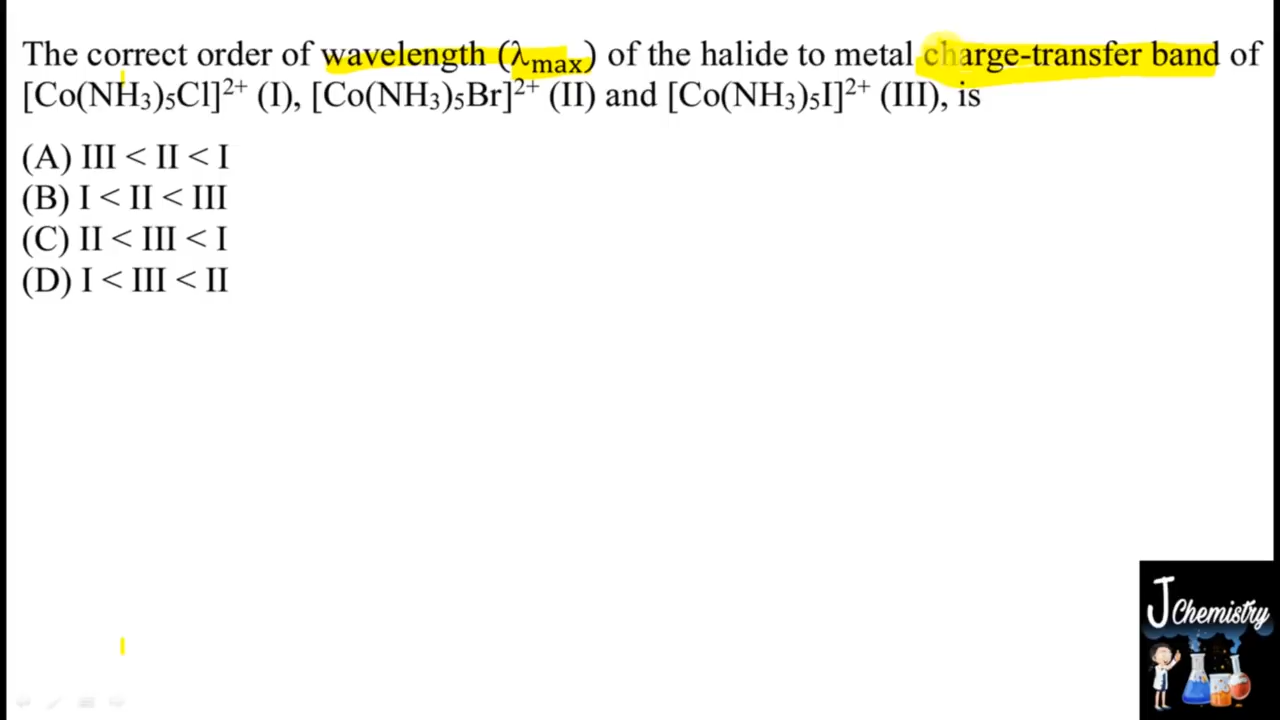 The correct order of wavelength (λmax) of the halide to metal charge-transfer band of
[Co(NH₃)₅Cl]²⁺ (I), [Co(NH₃)₅Br]²⁺ (II) and [Co(NH₃)₅I]²⁺ (III), is
(A) III < II < I
(B) I < II < III
(C) II < III < I
(D) I < III < II
J Chemistry